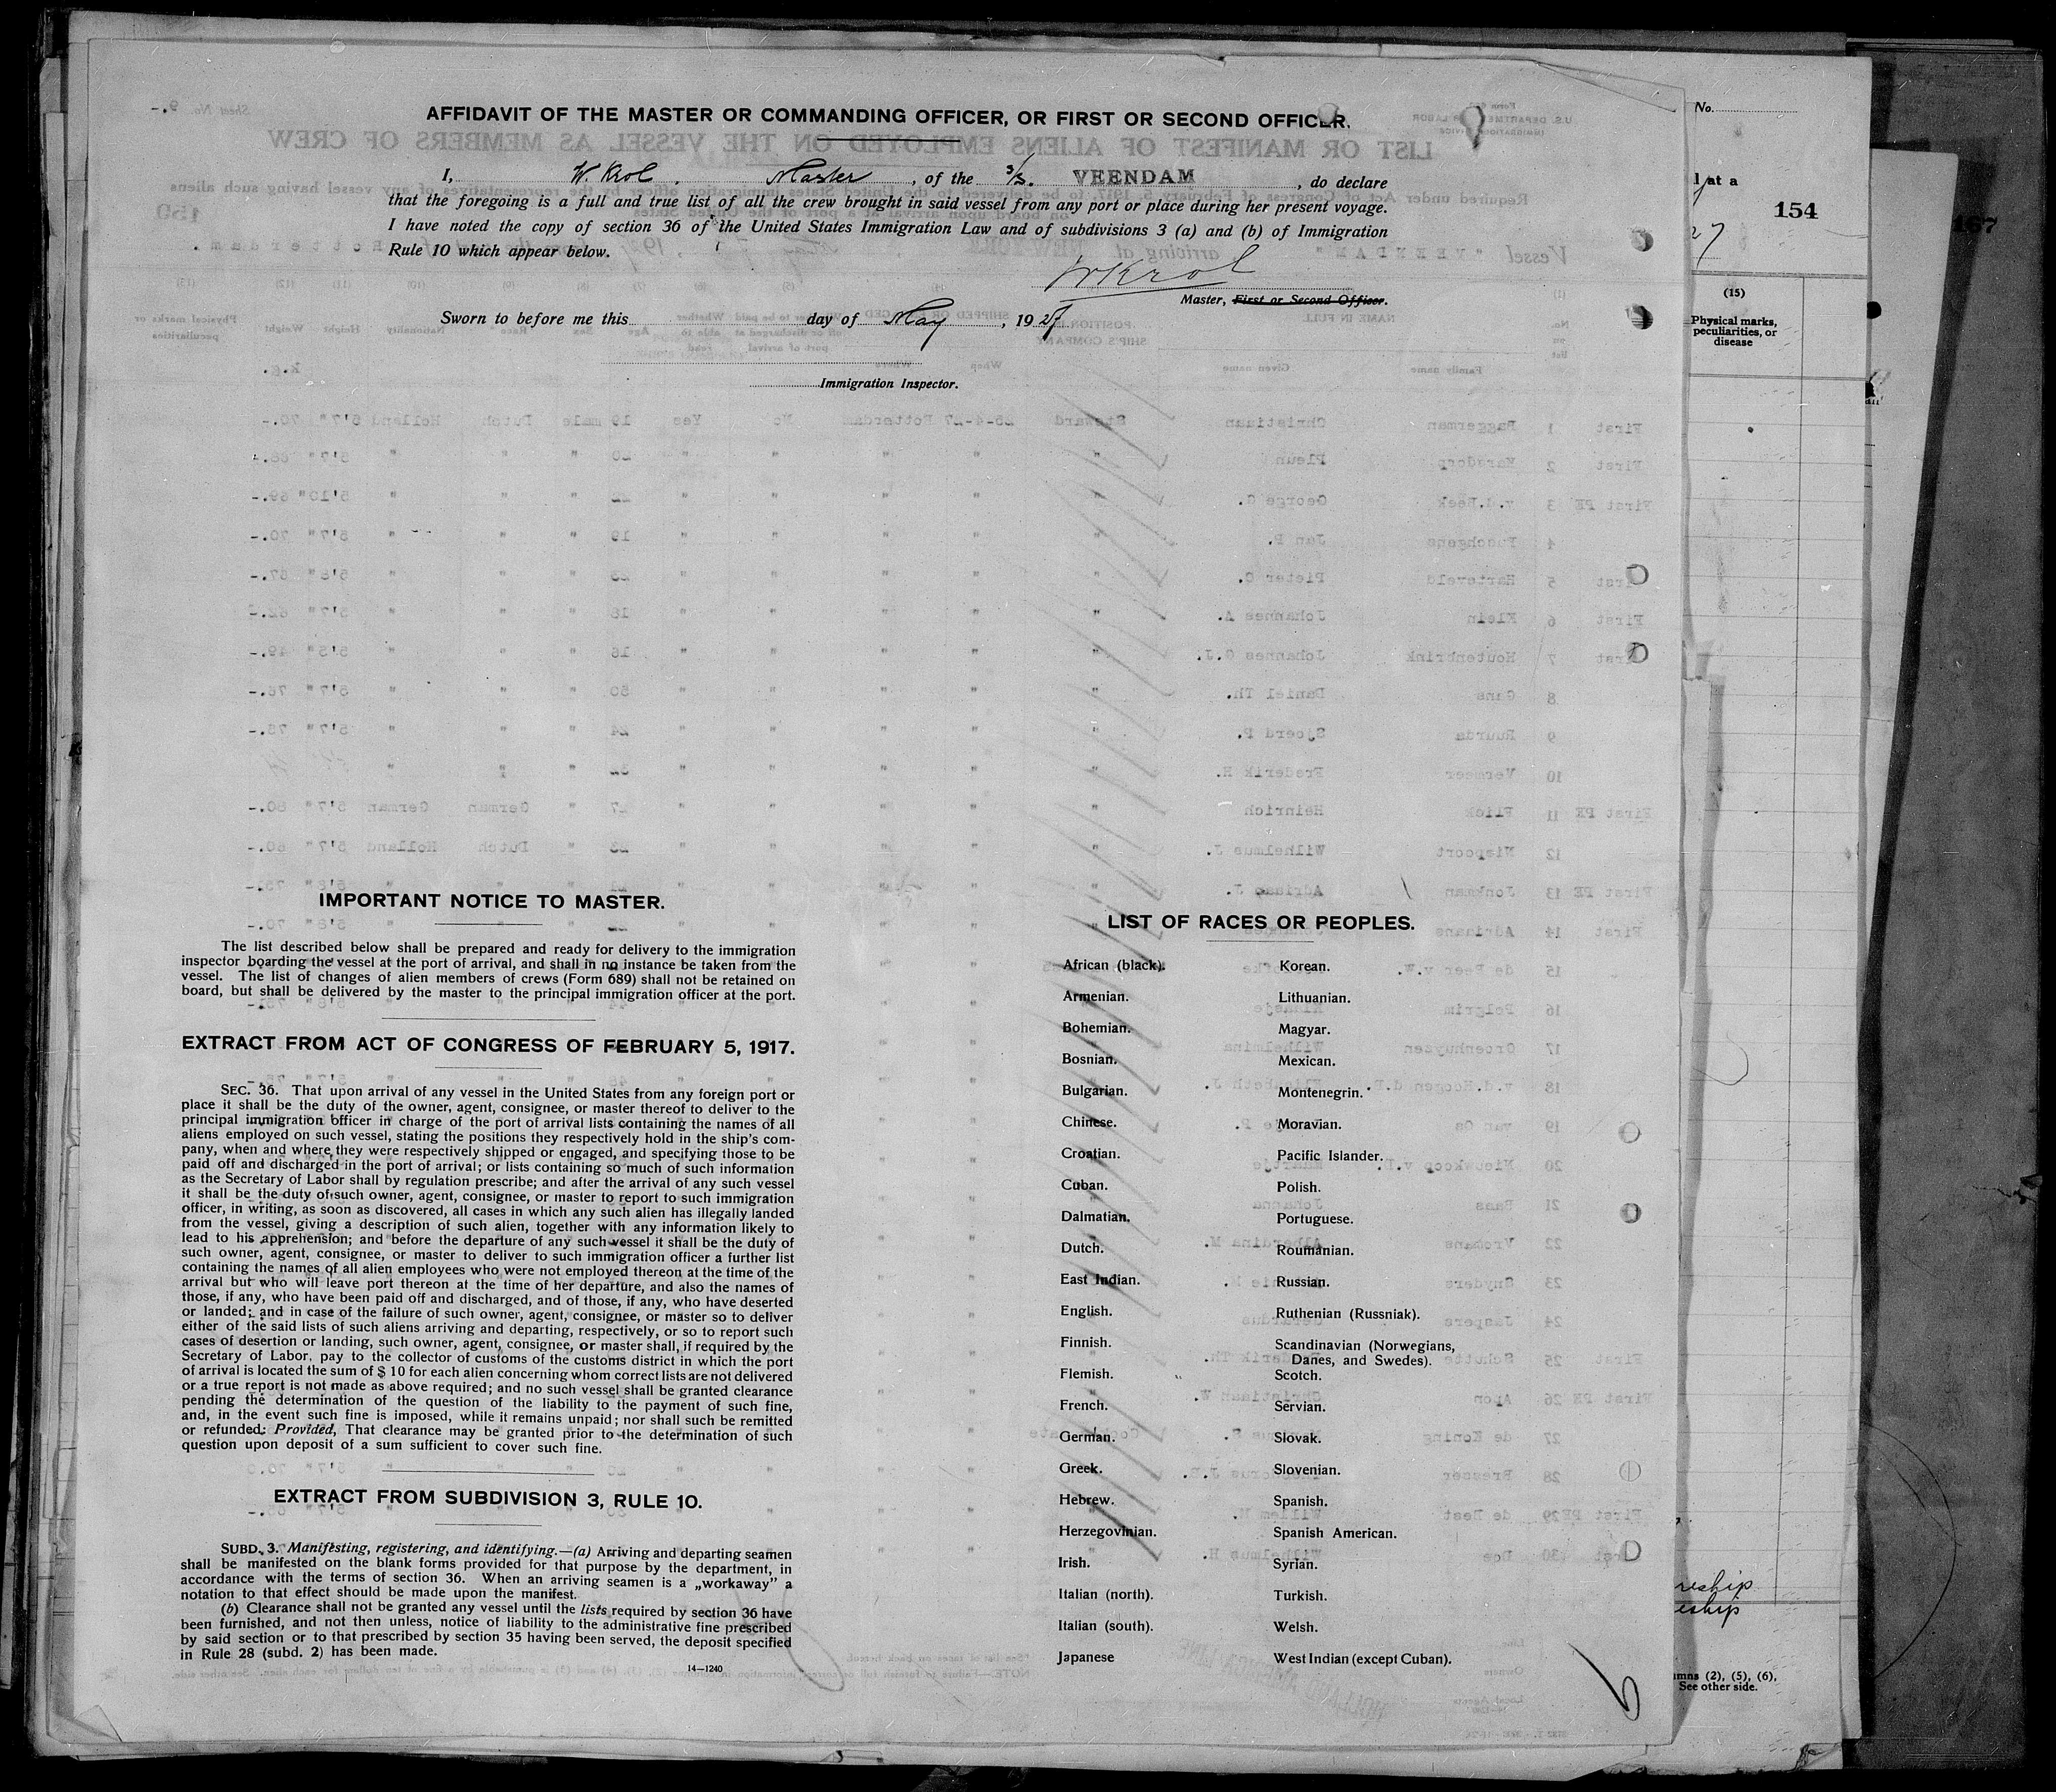 AFFIDAVIT OF THE MASTER OR COMMANDING OFFICER, OR FIRST OR SECOND OFFICER.
I, W. Krol, Master, of the s/s. VEENDAM, do declare
that the foregoing is a full and true list of all the crew brought in said vessel from any port or place during her present voyage.
I have noted the copy of section 36 of the United States Immigration Law and of subdivisions 3 (a) and (b) of Immigration
Rule 10 which appear below.
WKrol
Master, First or Second Officer.
Sworn to before me this day of May, 1927
Immigration Inspector.
IMPORTANT NOTICE TO MASTER.
The list described below shall be prepared and ready for delivery to the immigration
inspector boarding the vessel at the port of arrival, and shall in no instance be taken from the
vessel. The list of changes of alien members of crews (Form 689) shall not be retained on
board, but shall be delivered by the master to the principal immigration officer at the port.
EXTRACT FROM ACT OF CONGRESS OF FEBRUARY 5, 1917.
SEC. 36. That upon arrival of any vessel in the United States from any foreign port or
place it shall be the duty of the owner, agent, consignee, or master thereof to deliver to the
principal immigration officer in charge of the port of arrival lists containing the names of all
aliens employed on such vessel, stating the positions they respectively hold in the ship's com-
pany, when and where they were respectively shipped or engaged, and specifying those to be
paid off and discharged in the port of arrival; or lists containing so much of such information
as the Secretary of Labor shall by regulation prescribe; and after the arrival of any such vessel
it shall be the duty of such owner, agent, consignee, or master to report to such immigration
officer, in writing, as soon as discovered, all cases in which any such alien has illegally landed
from the vessel, giving a description of such alien, together with any information likely to
lead to his apprehension; and before the departure of any such vessel it shall be the duty of
such owner, agent, consignee, or master to deliver to such immigration officer a further list
containing the names of all alien employees who were not employed thereon at the time of the
arrival but who will leave port thereon at the time of her departure, and also the names of
those, if any, who have been paid off and discharged, and of those, if any, who have deserted
or landed; and in case of the failure of such owner, agent, consignee, or master so to deliver
either of the said lists of such aliens arriving and departing, respectively, or so to report such
cases of desertion or landing, such owner, agent, consignee, or master shall, if required by the
Secretary of Labor, pay to the collector of customs of the customs district in which the port
of arrival is located the sum of $ 10 for each alien concerning whom correct lists are not delivered
or a true report is not made as above required; and no such vessel shall be granted clearance
pending the determination of the question of the liability to the payment of such fine,
and, in the event such fine is imposed, while it remains unpaid; nor shall such be remitted
or refunded: Provided, That clearance may be granted prior to the determination of such
question upon deposit of a sum sufficient to cover such fine.
EXTRACT FROM SUBDIVISION 3, RULE 10.
SUBD. 3. Manifesting, registering, and identifying.—(a) Arriving and departing seamen
shall be manifested on the blank forms provided for that purpose by the department, in
accordance with the terms of section 36. When an arriving seamen is a „workaway” a
notation to that effect should be made upon the manifest.
(b) Clearance shall not be granted any vessel until the lists required by section 36 have
been furnished, and not then unless, notice of liability to the administrative fine prescribed
by said section or to that prescribed by section 35 having been served, the deposit specified
in Rule 28 (subd. 2) has been made.
14—1240
LIST OF RACES OR PEOPLES.
African (black).
Armenian.
Bohemian.
Bosnian.
Bulgarian.
Chinese.
Croatian.
Cuban.
Dalmatian.
Dutch.
East Indian.
English.
Finnish.
Flemish.
French.
German.
Greek.
Hebrew.
Herzegovinian.
Irish.
Italian (north).
Italian (south).
Japanese
Korean.
Lithuanian.
Magyar.
Mexican.
Montenegrin.
Moravian.
Pacific Islander.
Polish.
Portuguese.
Roumanian.
Russian.
Ruthenian (Russniak).
Scandinavian (Norwegians,
Danes, and Swedes).
Scotch.
Servian.
Slovak.
Slovenian.
Spanish.
Spanish American.
Syrian.
Turkish.
Welsh.
West Indian (except Cuban).
6
No.
at a
154
27
(15)
Physical marks,
peculiarities, or
disease
reship
eship
mns (2), (5), (6),
See other side.
167